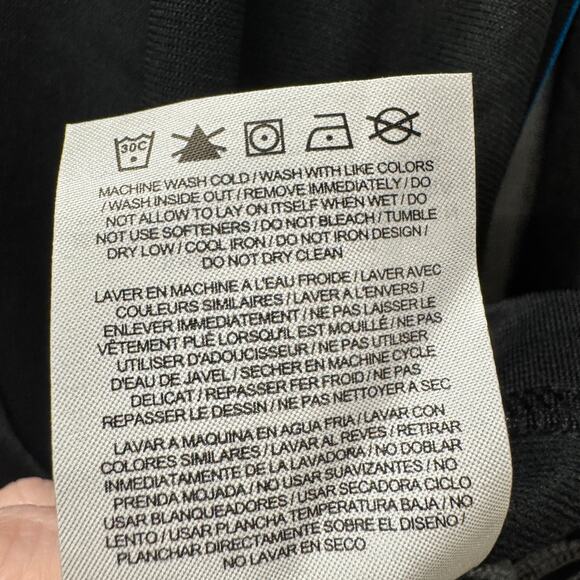 30C
MACHINE WASH COLD / WASH WITH LIKE COLORS
/ WASH INSIDE OUT / REMOVE IMMEDIATELY / DO
NOT ALLOW TO LAY ON ITSELF WHEN WET / DO
NOT USE SOFTENERS / DO NOT BLEACH / TUMBLE
DRY LOW / COOL IRON / DO NOT IRON DESIGN /
DO NOT DRY CLEAN
LAVER EN MACHINE A L'EAU FROIDE / LAVER AVEC
COULEURS SIMILAIRES / LAVER A L'ENVERS /
ENLEVER IMMEDIATEMENT / NE PAS LAISSER LE
VÊTEMENT PLIÉ LORSQU'IL EST MOUILLÉ / NE PAS
UTILISER D'ADOUCISSEUR / NE PAS UTILISER
D'EAU DE JAVEL / SECHER EN MACHINE CYCLE
DELICAT / REPASSER FER FROID / NE PAS
REPASSER LE DESSIN / NE PAS NETTOYER A SEC
LAVAR A MAQUINA EN AGUA FRIA / LAVAR CON
COLORES SIMILARES / LAVAR AL REVES / RETIRAR
INMEDIATAMENTE DE LA LAVADORA / NO DOBLAR
PRENDA MOJADA / NO USAR SUAVIZANTES / NO
USAR BLANQUEADORES / USAR SECADORA CICLO
LENTO / USAR PLANCHA TEMPERATURA BAJA / NO
PLANCHAR DIRECTAMENTE SOBRE EL DISEÑO /
NO LAVAR EN SECO